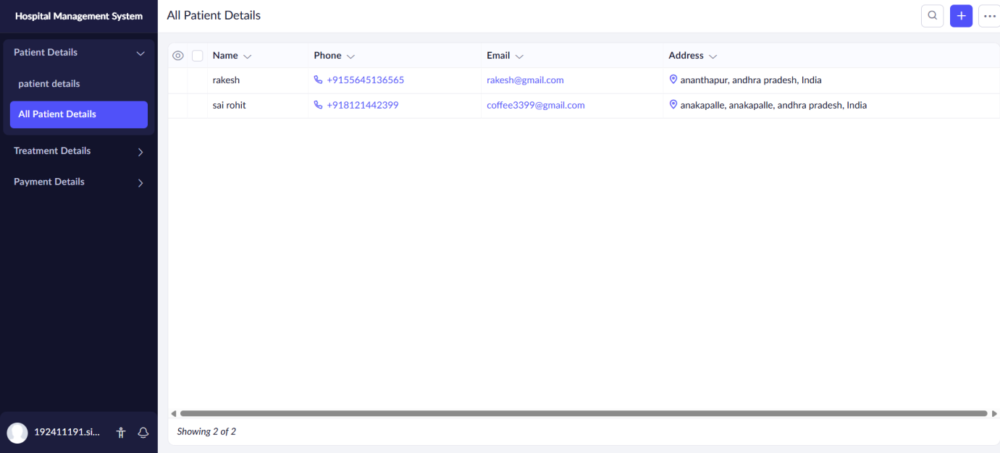 Hospital Management System
Patient Details
patient details
All Patient Details
Treatment Details
Payment Details
192411191.si...
All Patient Details
Name Phone Email Address
rakesh +9155645136565 rakesh@gmail.com ananthapur, andhra pradesh, India
sai rohit +918121442399 coffee3399@gmail.com anakapalle, anakapalle, andhra pradesh, India
Showing 2 of 2